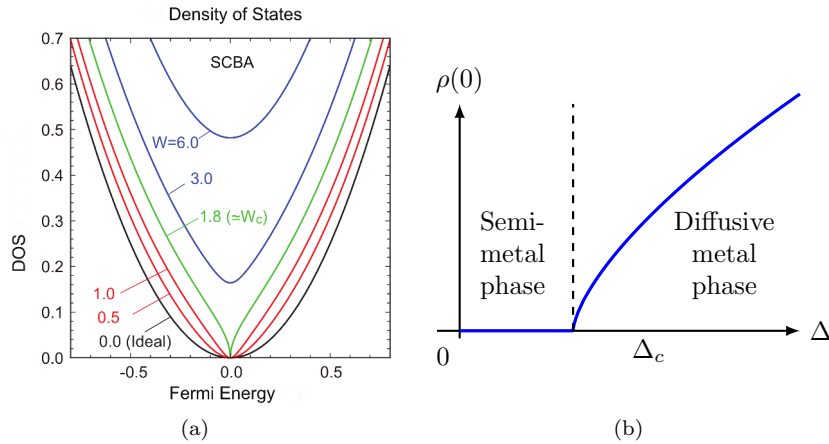 Density of States
0.7
0.6
0.5
0.4
0.3
0.2
0.1
0.0
DOS
SCBA
W=6.0
3.0
1.8 (≃Wc)
1.0
0.5
0.0 (Ideal)
-0.5 0.0 0.5
Fermi Energy
(a)
ρ(0)
Semi-
metal
phase
Diffusive
metal
phase
0
Δc
Δ
(b)